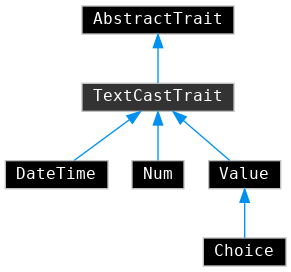 AbstractTrait
TextCastTrait
DateTime
Num
Value
Choice